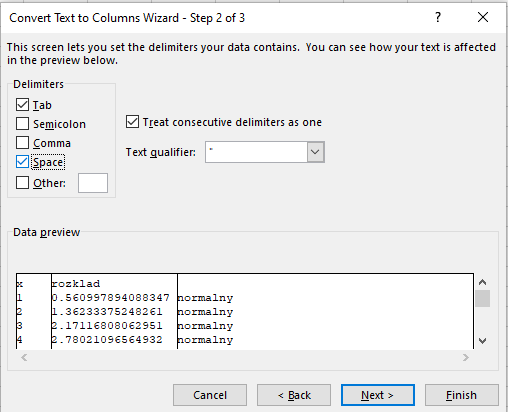 Convert Text to Columns Wizard - Step 2 of 3 ? ×
This screen lets you set the delimiters your data contains. You can see how your text is affected
in the preview below.
Delimiters
Tab
Semicolon
Comma
Space
Other:
Treat consecutive delimiters as one
Text qualifier: "
Data preview
x rozklad
1 0.560997894088347 normalny
2 1.36233375248261 normalny
3 2.17116808062951 normalny
4 2.78021096564932 normalny
Cancel < Back Next > Finish